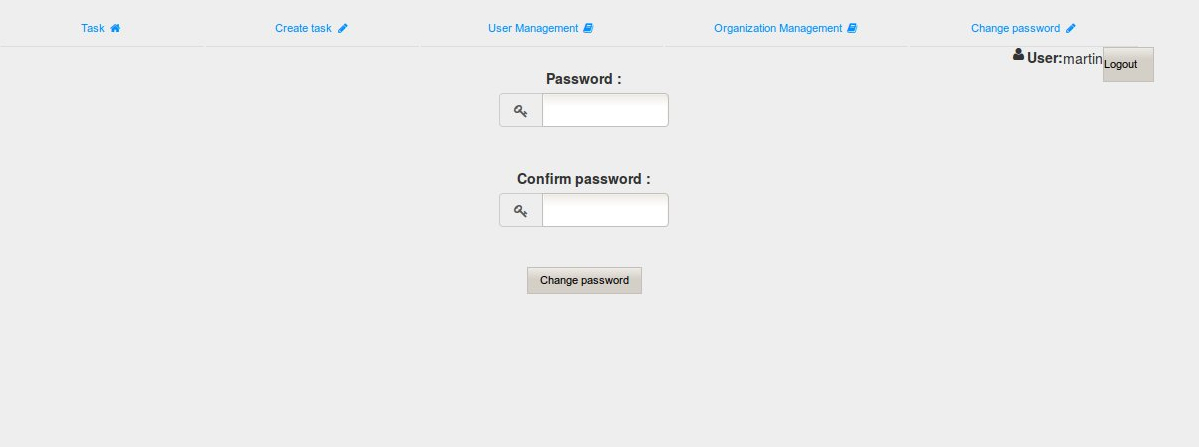 Task Create task User Management Organization Management Change password
User:martin Logout
Password :
Confirm password :
Change password